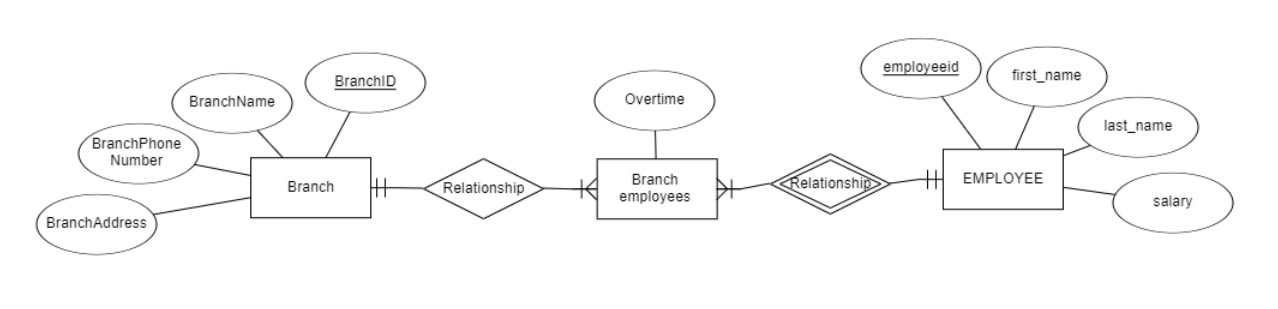 employeeid
first_name
BranchID
BranchName
Overtime
last_name
BranchPhone
Number
Branch
Relationship
Branch
employees
Relationship
EMPLOYEE
salary
BranchAddress